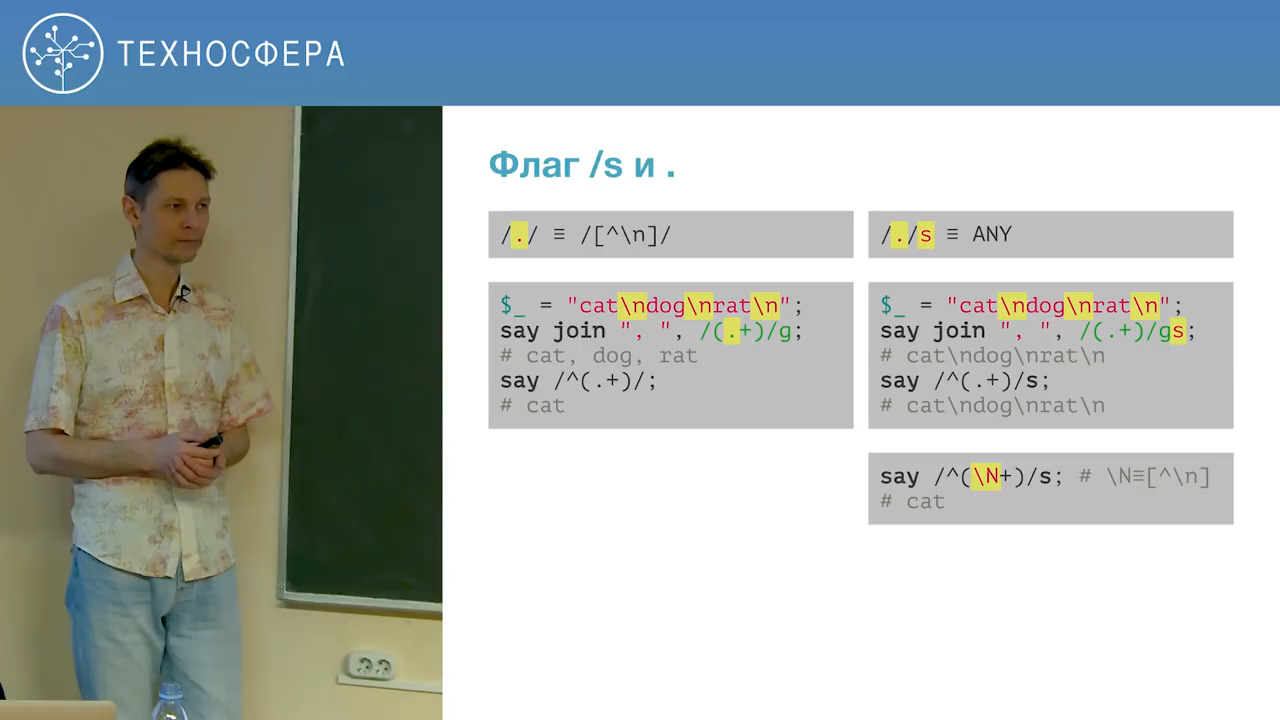 ТЕХНОСФЕРА
Флаг /s и .
/./ ≡ /[^\n]/
$_ = "cat\ndog\nrat\n";
say join ", ", /(.+)/g;
# cat, dog, rat
say /^(.+)/;
# cat
/./s ≡ ANY
$_ = "cat\ndog\nrat\n";
say join ", ", /(.+)/gs;
# cat\ndog\nrat\n
say /^(.+)/s;
# cat\ndog\nrat\n
say /^(\N+)/s; # \N≡[^\n]
# cat